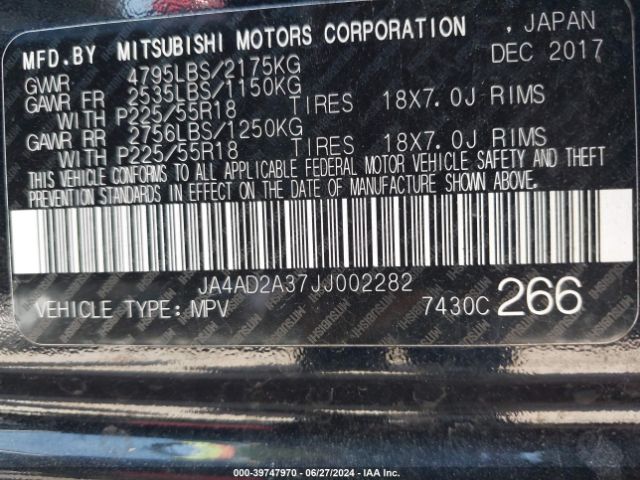 MFD.BY MITSUBISHI MOTORS CORPORATION , JAPAN
DEC 2017
GVWR 4795LBS/2175KG
GAWR FR 2535LBS/1150KG
WITH P225/55R18 TIRES 18X7.0J RIMS
GAWR RR 2756LBS/1250KG
WITH P225/55R18 TIRES 18X7.0J RIMS
THIS VEHICLE CONFORMS TO ALL APPLICABLE FEDERAL MOTOR VEHICLE SAFETY AND THEFT
PREVENTION STANDARDS IN EFFECT ON THE DATE OF MANUFACTURE SHOWN ABOVE.
JA4AD2A37JJ002282
VEHICLE TYPE: MPV 7430C 266
000-39747970 - 06/27/2024 - IAA Inc.